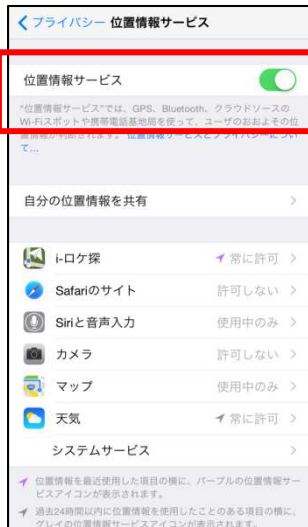 プライバシー 位置情報サービス
位置情報サービス
"位置情報サービス"では、GPS、Bluetooth、クラウドソースの
Wi-Fiスポットや携帯電話基地局を使って、ユーザのおおよその位
置情報が判断されます。位置情報サービスとプライバシーについ
て...
自分の位置情報を共有
i-ロケ探 常に許可
Safariのサイト 許可しない
Siriと音声入力 使用中のみ
カメラ 許可しない
マップ 使用中のみ
天気 常に許可
システムサービス
位置情報を最近使用した項目の横に、パープルの位置情報サー
ビスアイコンが表示されます。
過去24時間以内に位置情報を使用したことのある項目の横に、
グレイの位置情報サービスアイコンが表示されます。